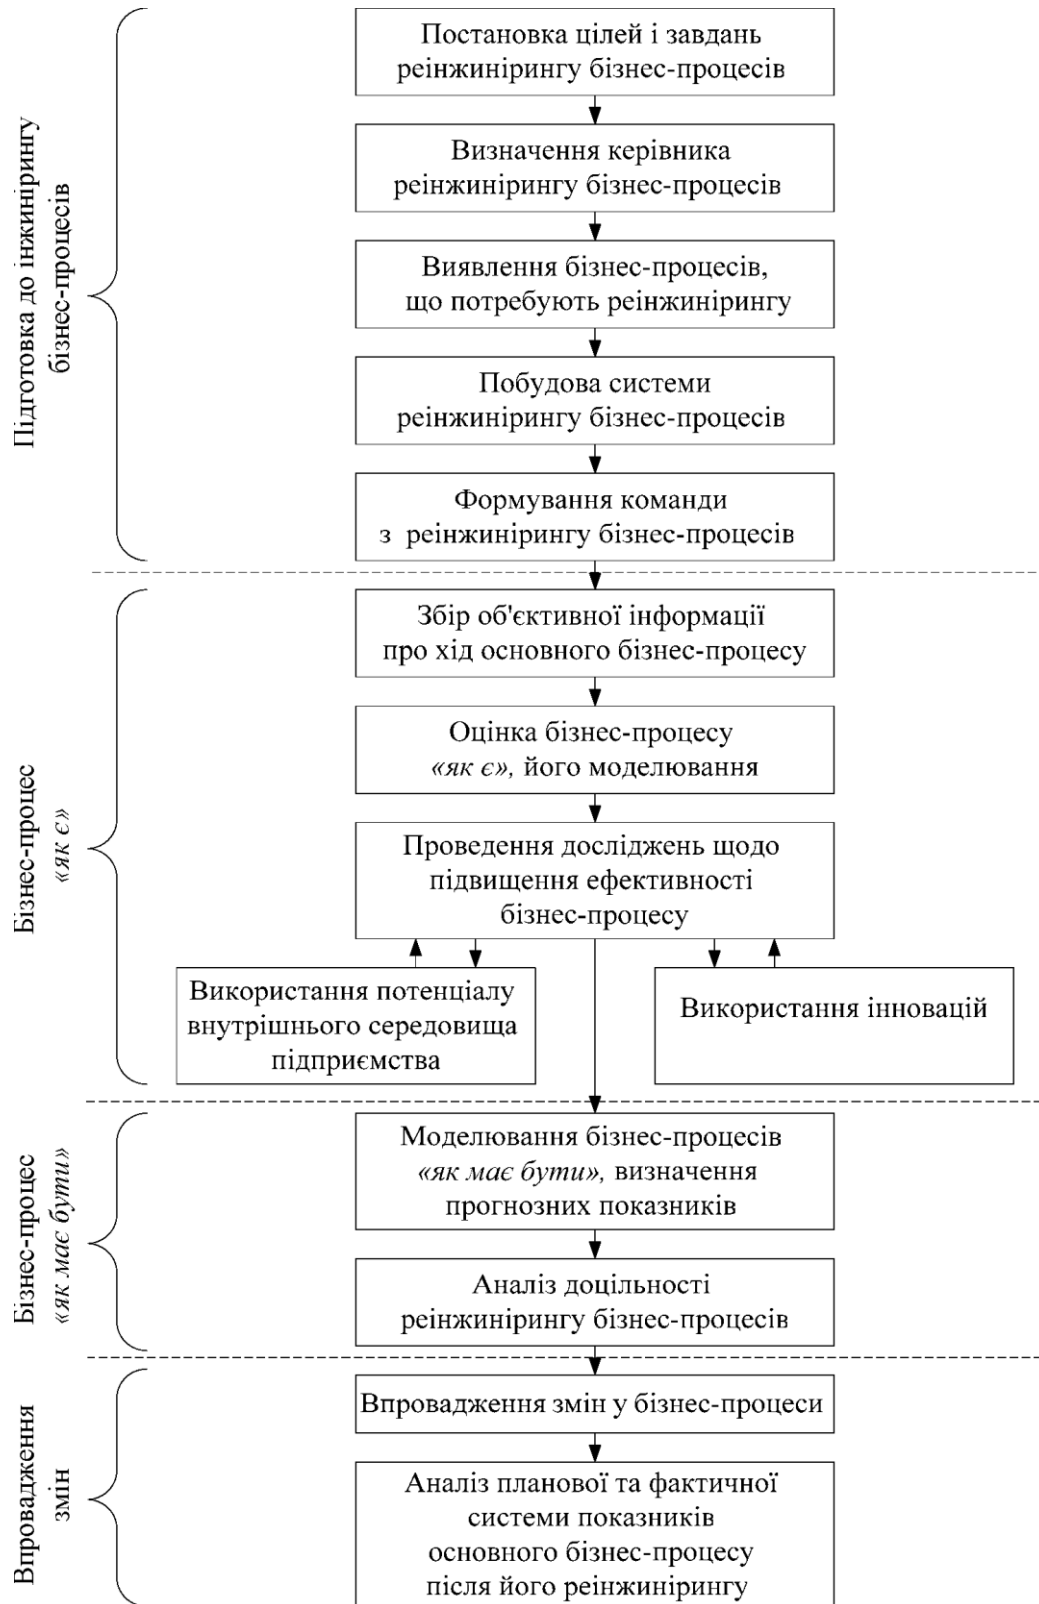 Підготовка до інжинірингу
бізнес-процесів
Постановка цілей і завдань
реінжинірингу бізнес-процесів
Визначення керівника
реінжинірингу бізнес-процесів
Виявлення бізнес-процесів,
що потребують реінжинірингу
Побудова системи
реінжинірингу бізнес-процесів
Формування команди
з реінжинірингу бізнес-процесів
Бізнес-процес
«як є»
Збір об'єктивної інформації
про хід основного бізнес-процесу
Оцінка бізнес-процесу
«як є», його моделювання
Проведення досліджень щодо
підвищення ефективності
бізнес-процесу
Використання потенціалу
внутрішнього середовища
підприємства
Використання інновацій
Бізнес-процес
«як має бути»
Моделювання бізнес-процесів
«як має бути», визначення
прогнозних показників
Аналіз доцільності
реінжинірингу бізнес-процесів
Впровадження
змін
Впровадження змін у бізнес-процеси
Аналіз планової та фактичної
системи показників
основного бізнес-процесу
після його реінжинірингу